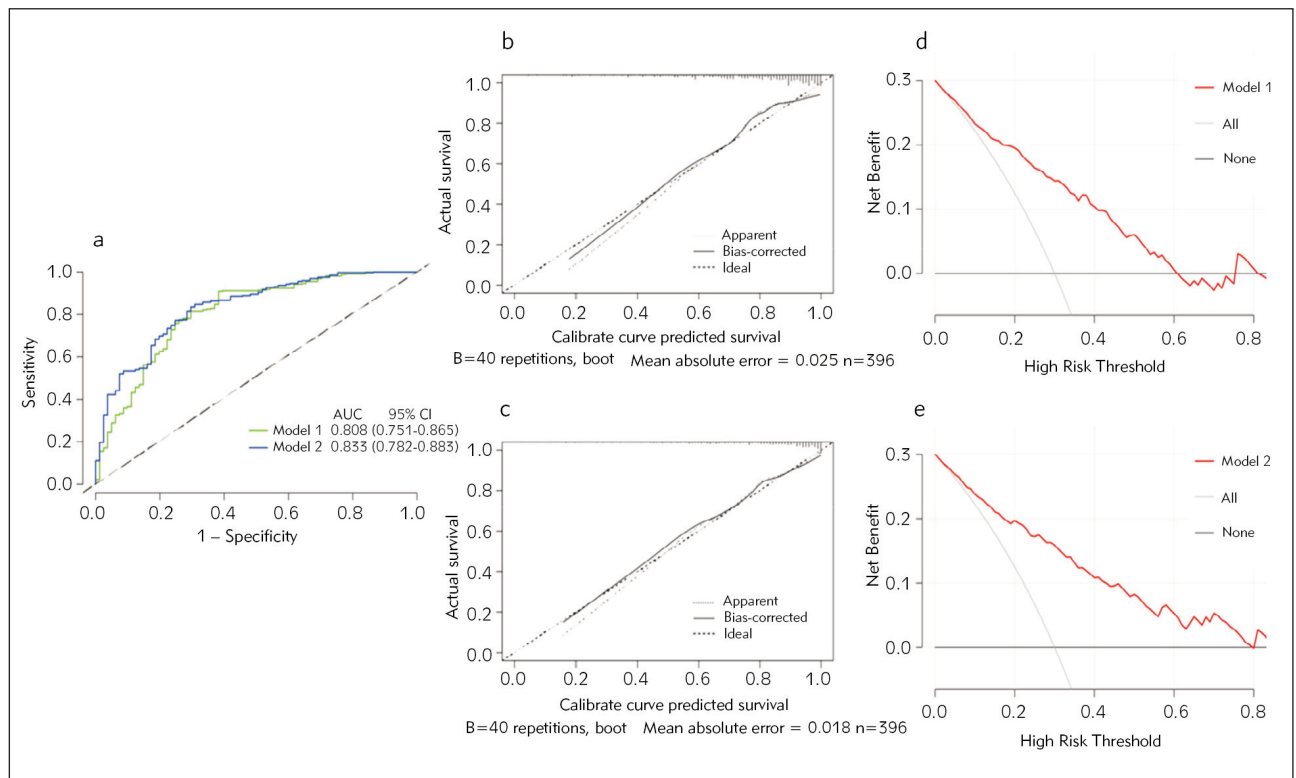 a
1.0
0.8
0.6
0.4
0.2
0.0
Sensitivity
AUC 95% CI
Model 1 0.808 (0.751-0.865)
Model 2 0.833 (0.782-0.883)
0.0 0.2 0.4 0.6 0.8 1.0
1 – Specificity
b
1.0
0.8
0.6
0.4
0.2
0.0
Actual survival
Apparent
Bias-corrected
Ideal
0.0 0.2 0.4 0.6 0.8 1.0
Calibrate curve predicted survival
B=40 repetitions, boot Mean absolute error = 0.025 n=396
c
1.0
0.8
0.6
0.4
0.2
0.0
Actual survival
Apparent
Bias-corrected
Ideal
0.0 0.2 0.4 0.6 0.8 1.0
Calibrate curve predicted survival
B=40 repetitions, boot Mean absolute error = 0.018 n=396
d
0.3
0.2
0.1
0.0
Net Benefit
Model 1
All
None
0.0 0.2 0.4 0.6 0.8
High Risk Threshold
e
0.3
0.2
0.1
0.0
Net Benefit
Model 2
All
None
0.0 0.2 0.4 0.6 0.8
High Risk Threshold